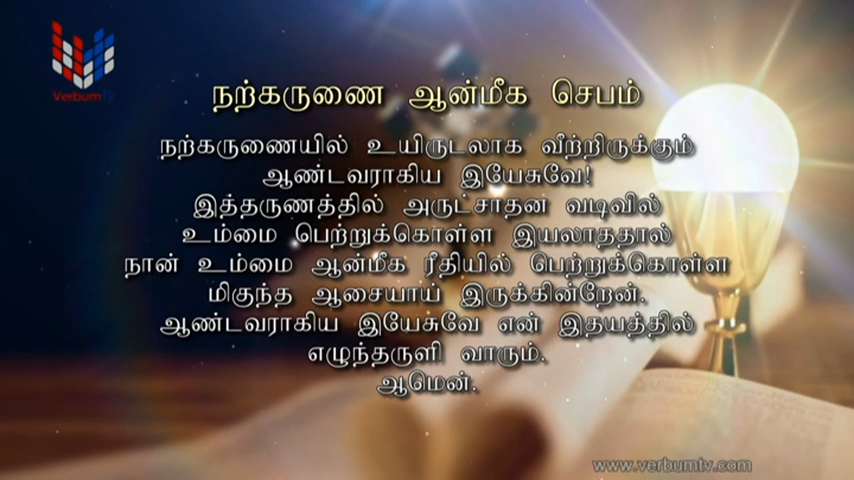 VerbumTV
நற்கருணை ஆன்மீக செபம்
நற்கருணையில் உயிருடலாக வீற்றிருக்கும்
ஆண்டவராகிய இயேசுவே!
இத்தருணத்தில் அருட்சாதன வடிவில்
உம்மை பெற்றுக்கொள்ள இயலாததால்
நான் உம்மை ஆன்மீக ரீதியில் பெற்றுக்கொள்ள
மிகுந்த ஆசையாய் இருக்கின்றேன்.
ஆண்டவராகிய இயேசுவே என் இதயத்தில்
எழுந்தருளி வாரும்.
ஆமென்.
www.verbumtv.com